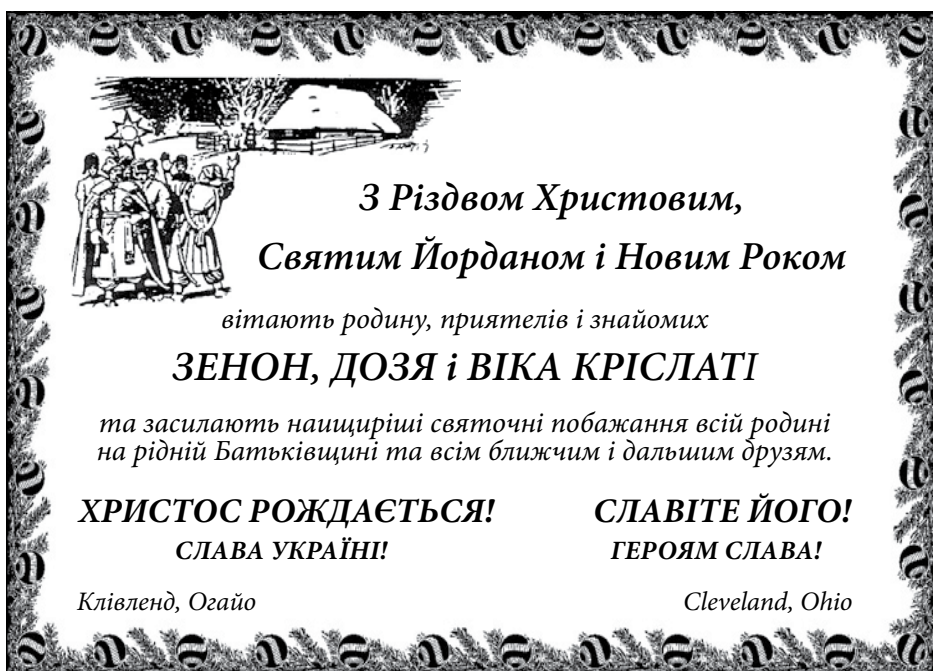 З Різдвом Христовим,
Святим Йорданом і Новим Роком
вітають родину, приятелів і знайомих
ЗЕНОН, ДОЗЯ і ВІКА КРІСЛАТІ
та засилають наищиріші святочні побажання всій родині
на рідній Батьківщині та всім ближчим і дальшим друзям.
ХРИСТОС РОЖДАЄТЬСЯ! СЛАВІТЕ ЙОГО!
СЛАВА УКРАЇНІ! ГЕРОЯМ СЛАВА!
Клівленд, Огайо Cleveland, Ohio